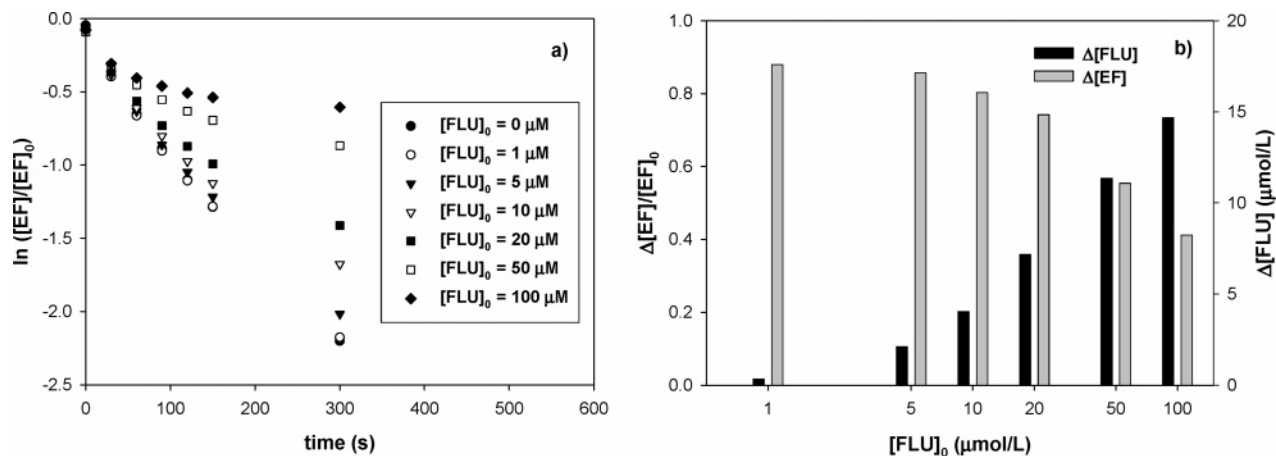 a)
0.0
-0.5
-1.0
-1.5
-2.0
-2.5
ln ([EF]/[EF]₀)
[FLU]₀ = 0 μM
[FLU]₀ = 1 μM
[FLU]₀ = 5 μM
[FLU]₀ = 10 μM
[FLU]₀ = 20 μM
[FLU]₀ = 50 μM
[FLU]₀ = 100 μM
0 100 200 300 400 500 600
time (s)
b)
Δ[FLU]
Δ[EF]
1.0
0.8
0.6
0.4
0.2
0.0
Δ[EF]/[EF]₀
20
15
10
5
0
Δ[FLU] (μmol/L)
1 5 10 20 50 100
[FLU]₀ (μmol/L)